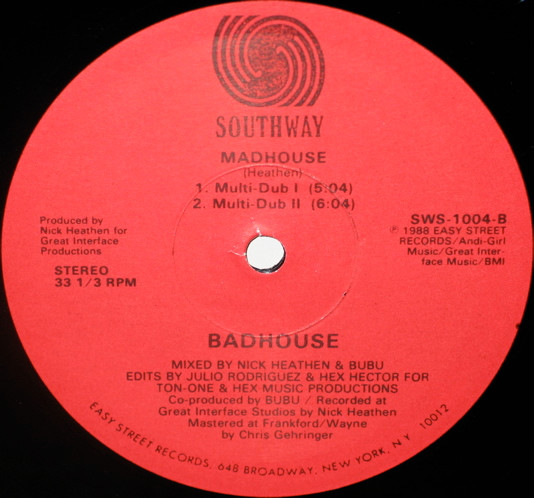 SOUTHWAY
MADHOUSE
(Heathen)
1. Multi-Dub I (5:04)
2. Multi-Dub II (6:04)
Produced by
Nick Heathen for
Great Interface
Productions
STEREO
33 1/3 RPM
SWS-1004-B
℗ 1988 EASY STREET
RECORDS/Andi-Girl
Music/Great Inter-
face Music/BMI
BADHOUSE
MIXED BY NICK HEATHEN & BUBU
EDITS BY JULIO RODRIGUEZ & HEX HECTOR FOR
TON-ONE & HEX MUSIC PRODUCTIONS
Co-produced by BUBU / Recorded at
Great Interface Studios by Nick Heathen
Mastered at Frankford/Wayne
by Chris Gehringer
EASY STREET RECORDS, 648 BROADWAY, NEW YORK, N.Y. 10012